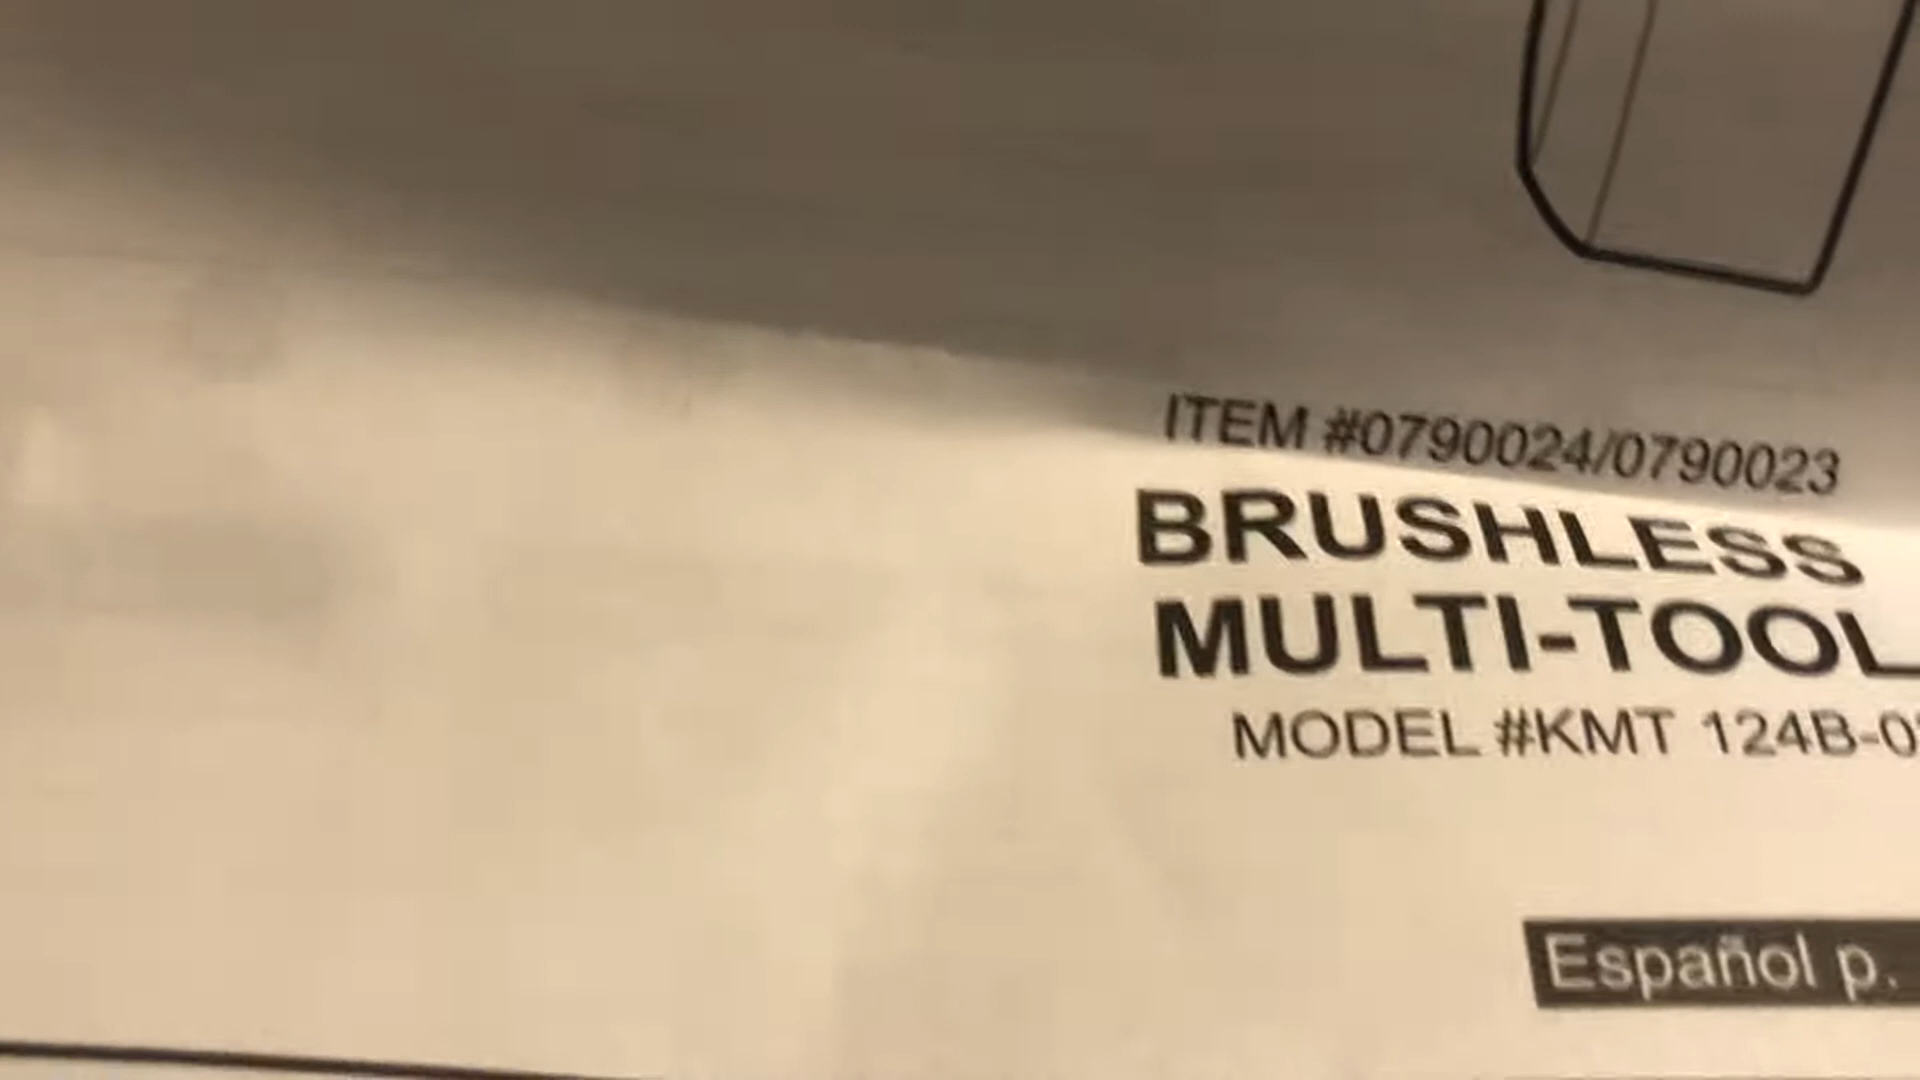 ITEM #0790024/0790023
BRUSHLESS
MULTI-TOOL
MODEL #KMT 124B-0
Español p.